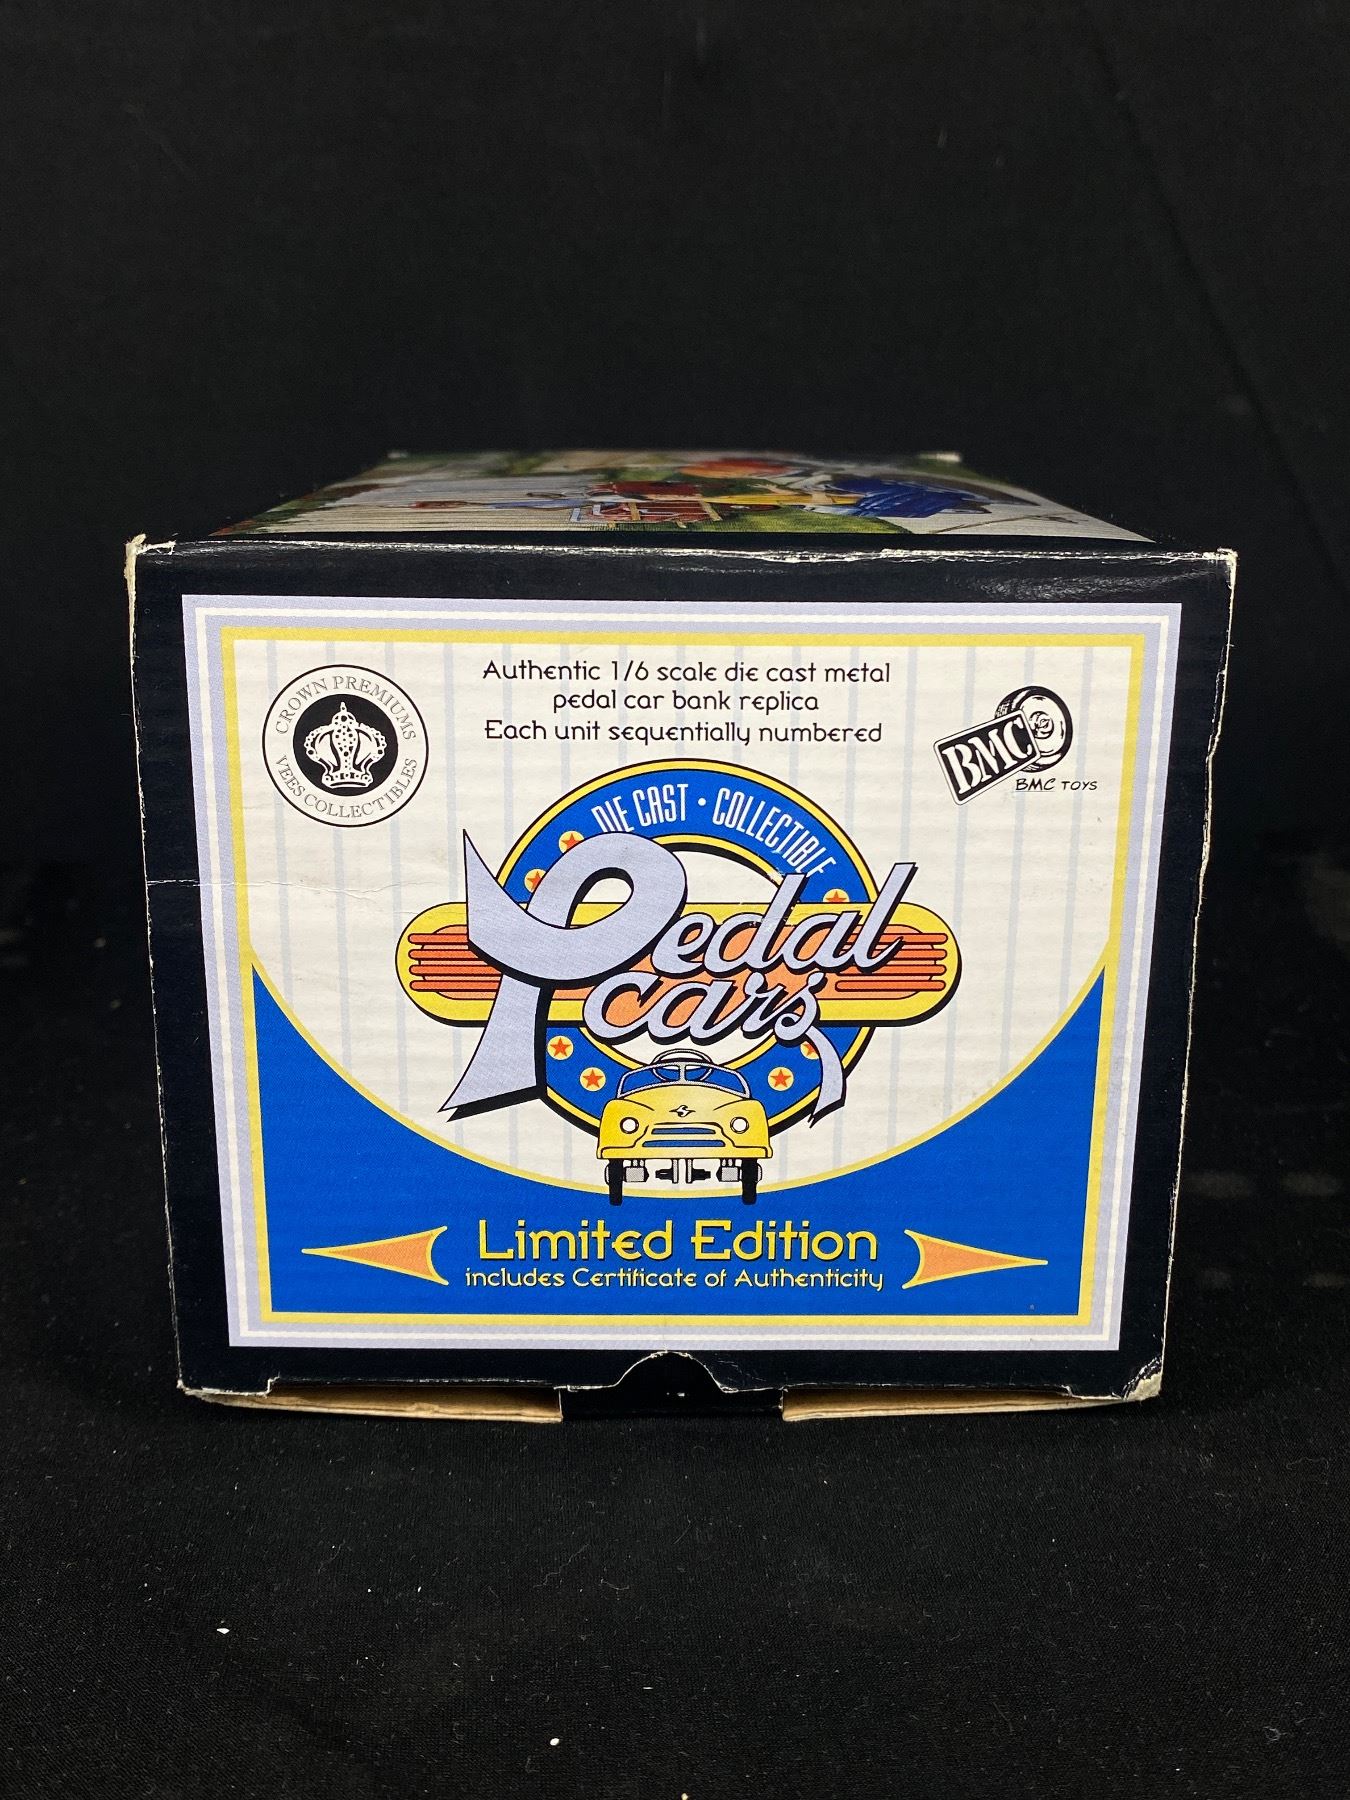 Authentic 1/6 scale die cast metal
pedal car bank replica
Each unit sequentially numbered
CROWN PREMIUMS
VEES COLLECTIBLES
BMC
BMC TOYS
DIE CAST • COLLECTIBLE
Pedal
cars
Limited Edition
includes Certificate of Authenticity